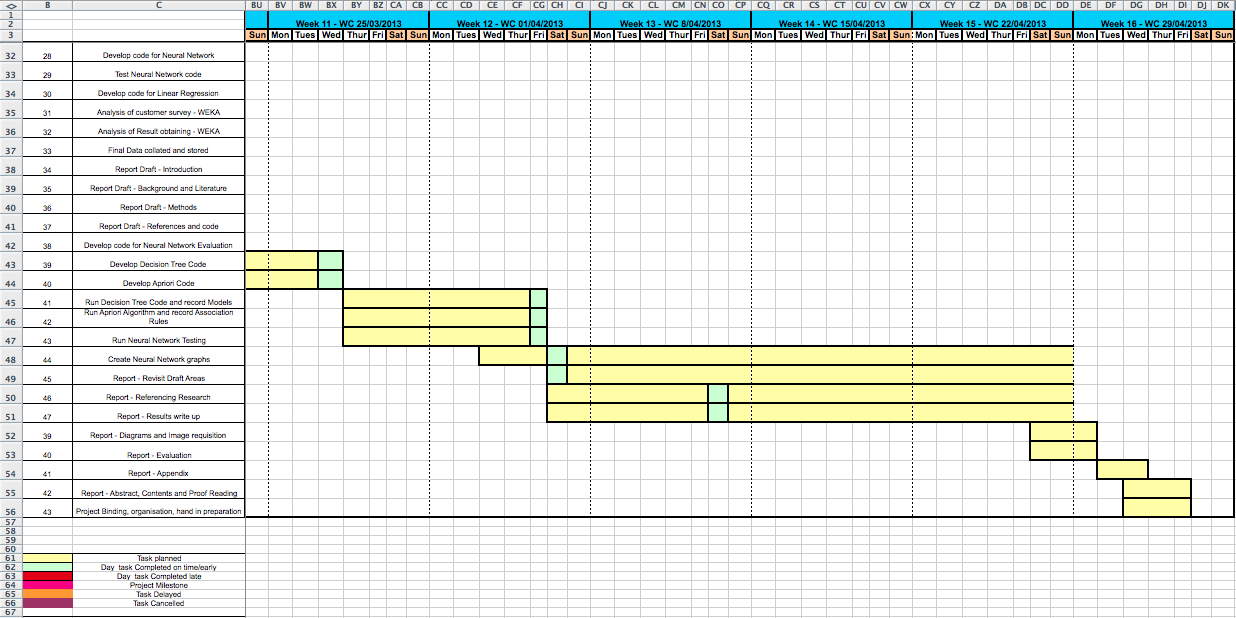 <> B C BU BV BW BX BY BZ CA CB CC CD CE CF CG CH CI CJ CK CL CM CN CO CP CQ CR CS CT CU CV CW CX CY CZ DA DB DC DD DE DF DG DH DI DJ DK
1
2 Week 11 - WC 25/03/2013 Week 12 - WC 01/04/2013 Week 13 - WC 8/04/2013 Week 14 - WC 15/04/2013 Week 15 - WC 22/04/2013 Week 16 - WC 29/04/2013
3 Sun Mon Tues Wed Thur Fri Sat Sun Mon Tues Wed Thur Fri Sat Sun Mon Tues Wed Thur Fri Sat Sun Mon Tues Wed Thur Fri Sat Sun Mon Tues Wed Thur Fri Sat Sun Mon Tues Wed Thur Fri Sat Sun
32 28 Develop code for Neural Network
33 29 Test Neural Network code
34 30 Develop code for Linear Regression
35 31 Analysis of customer survey - WEKA
36 32 Analysis of Result obtaining - WEKA
37 33 Final Data collated and stored
38 34 Report Draft - Introduction
39 35 Report Draft - Background and Literature
40 36 Report Draft - Methods
41 37 Report Draft - References and code
42 38 Develop code for Neural Network Evaluation
43 39 Develop Decision Tree Code
44 40 Develop Apriori Code
45 41 Run Decision Tree Code and record Models
46 42 Run Apriori Algorithm and record Association
Rules
47 43 Run Neural Network Testing
48 44 Create Neural Network graphs
49 45 Report - Revisit Draft Areas
50 46 Report - Referencing Research
51 47 Report - Results write up
52 39 Report - Diagrams and Image requisition
53 40 Report - Evaluation
54 41 Report - Appendix
55 42 Report - Abstract, Contents and Proof Reading
56 43 Project Binding, organisation, hand in preparation
57
58
59
60
61 Task planned
62 Day task Completed on time/early
63 Day task Completed late
64 Project Milestone
65 Task Delayed
66 Task Cancelled
67